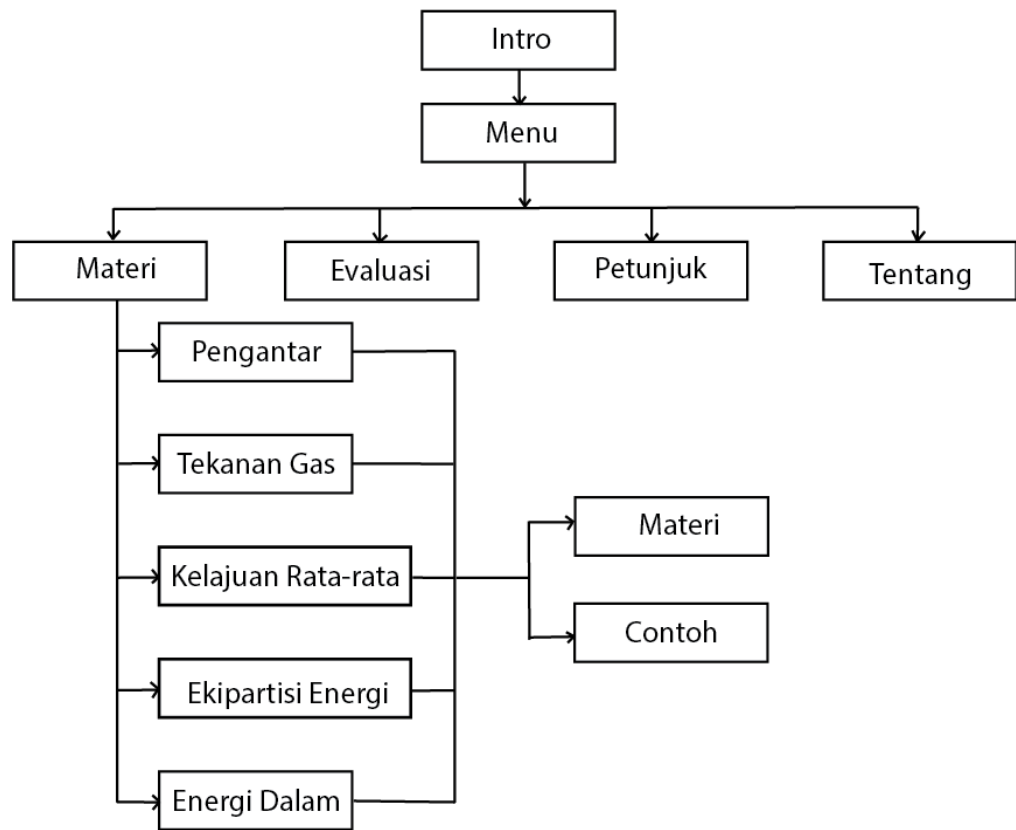 Intro
Menu
Materi
Evaluasi
Petunjuk
Tentang
Pengantar
Tekanan Gas
Kelajuan Rata-rata
Ekipartisi Energi
Energi Dalam
Materi
Contoh